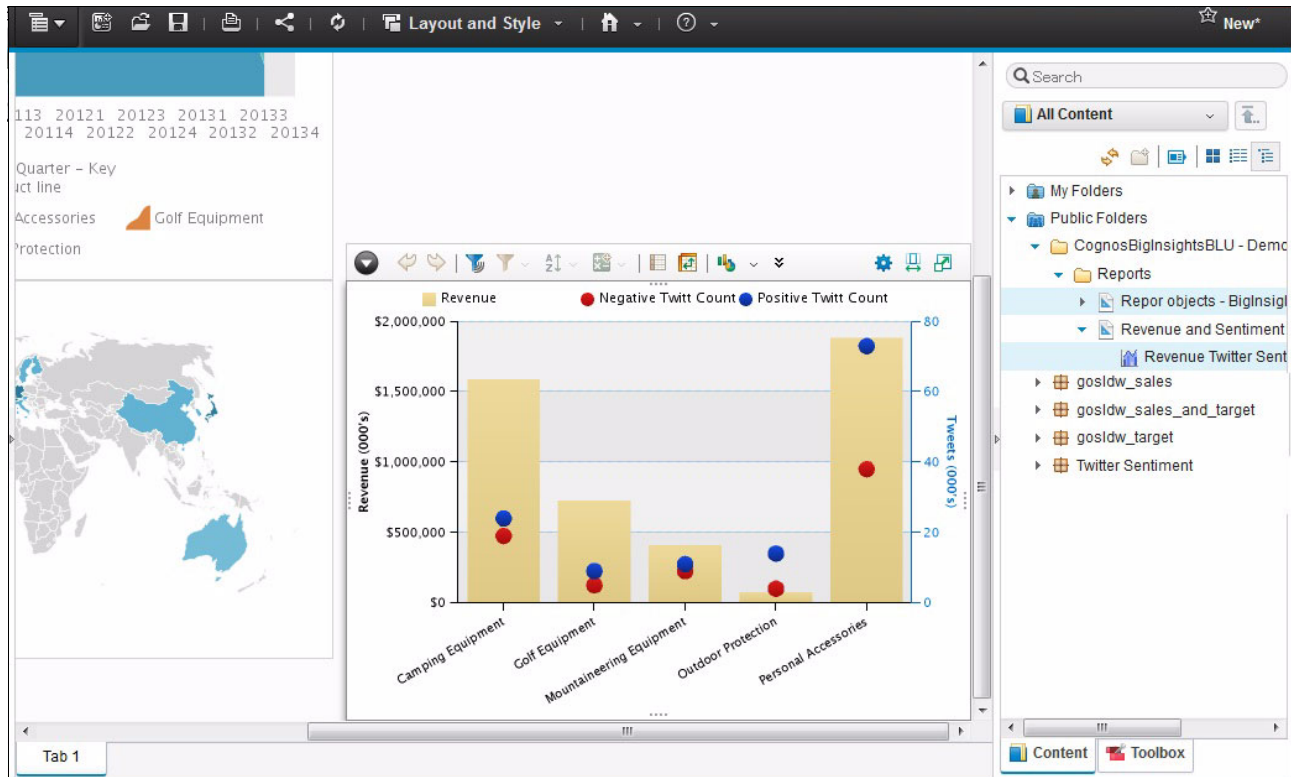 Layout and Style
New*
113 20121 20123 20131 20133
20114 20122 20124 20132 20134
Quarter – Key
uct line
Accessories Golf Equipment
Protection
Revenue Negative Twitt Count Positive Twitt Count
$2,000,000
$1,500,000
$1,000,000
$500,000
$0
Revenue (000's)
80
60
40
20
0
Tweets (000's)
Camping Equipment
Golf Equipment
Mountaineering Equipment
Outdoor Protection
Personal Accessories
Tab 1
Search
All Content
My Folders
Public Folders
CognosBigInsightsBLU - Demo
Reports
Repor objects - BigInsigl
Revenue and Sentiment
Revenue Twitter Sent
gosldw_sales
gosldw_sales_and_target
gosldw_target
Twitter Sentiment
Content Toolbox